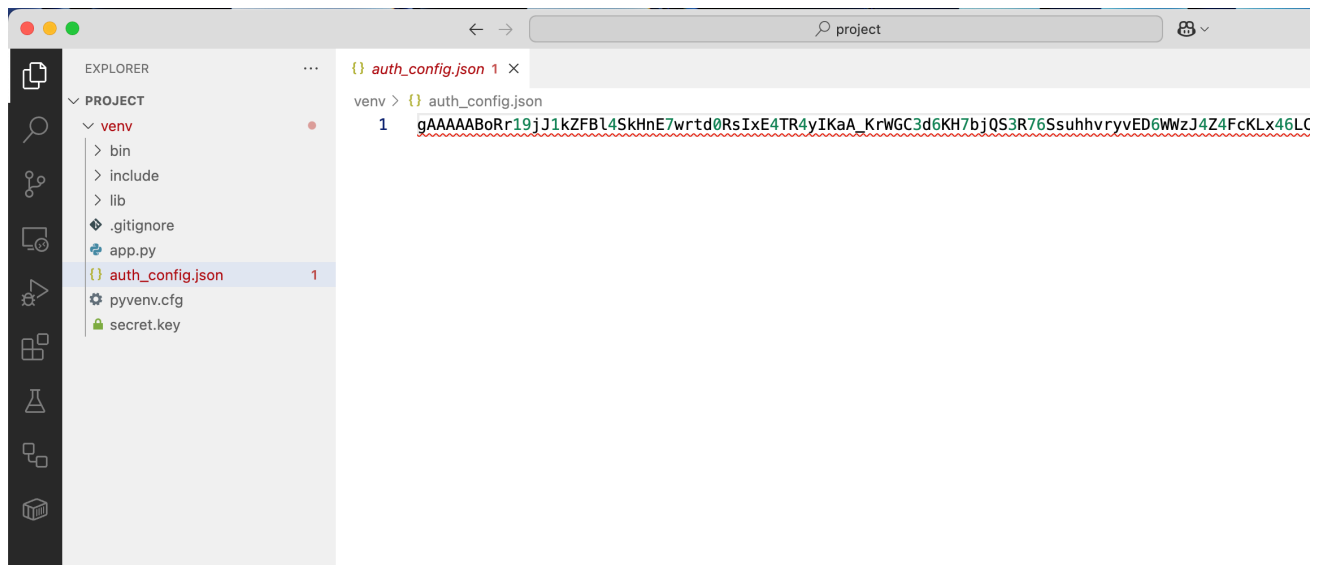 project
EXPLORER
auth_config.json 1
PROJECT
venv > auth_config.json
venv
1 gAAAAABoRr19jJ1kZFBl4SkHnE7wrtd0RsIxE4TR4yIKaA_KrWGC3d6KH7bjQS3R76SsuhhvryvED6WWzJ4Z4FcKLx46LC
bin
include
lib
.gitignore
app.py
auth_config.json 1
pyvenv.cfg
secret.key